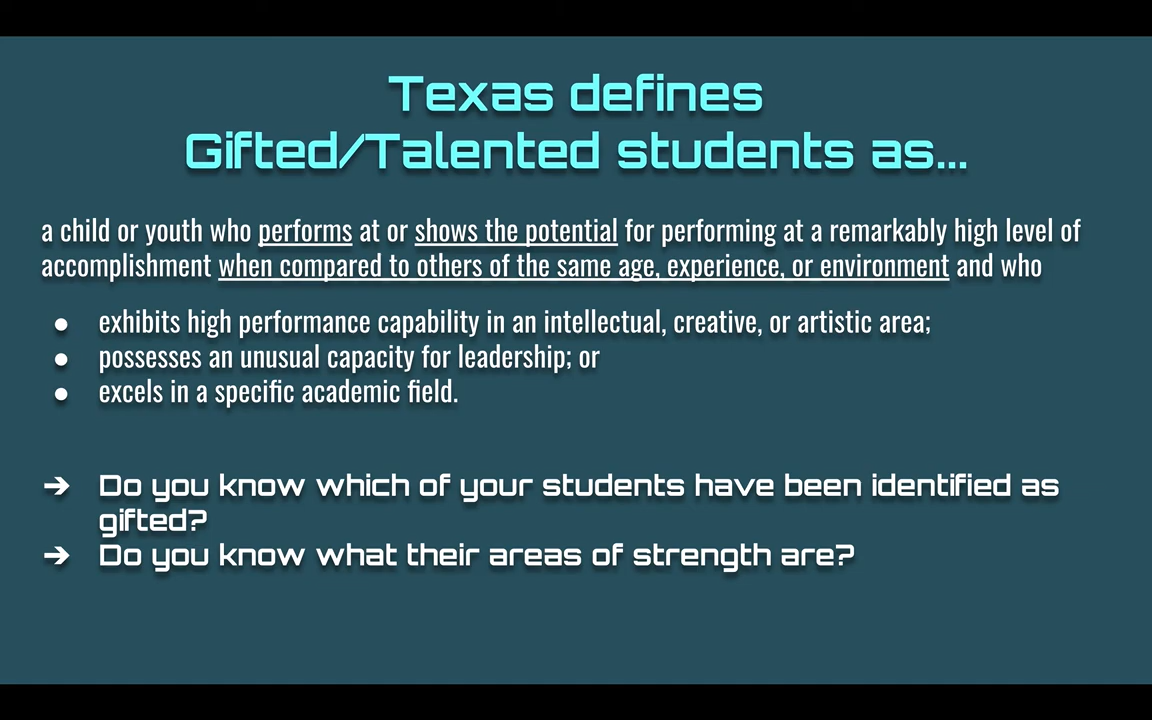 Texas defines
Gifted/Talented students as...
a child or youth who performs at or shows the potential for performing at a remarkably high level of
accomplishment when compared to others of the same age, experience, or environment and who
● exhibits high performance capability in an intellectual, creative, or artistic area;
● possesses an unusual capacity for leadership; or
● excels in a specific academic field.
➔ Do you know which of your students have been identified as
gifted?
➔ Do you know what their areas of strength are?